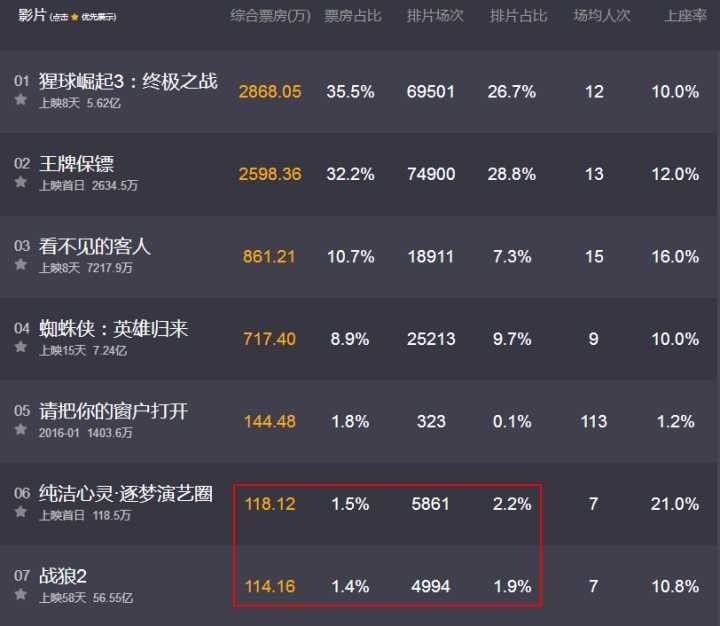 影片(点击★优先展示) 综合票房(万) 票房占比 排片场次 排片占比 场均人次 上座率
01 猩球崛起3：终极之战 2868.05 35.5% 69501 26.7% 12 10.0%
上映8天 5.62亿
02 王牌保镖 2598.36 32.2% 74900 28.8% 13 12.0%
上映首日 2634.5万
03 看不见的客人 861.21 10.7% 18911 7.3% 15 16.0%
上映8天 7217.9万
04 蜘蛛侠：英雄归来 717.40 8.9% 25213 9.7% 9 10.0%
上映15天 7.24亿
05 请把你的窗户打开 144.48 1.8% 323 0.1% 113 1.2%
2016-01 1403.6万
06 纯洁心灵·逐梦演艺圈 118.12 1.5% 5861 2.2% 7 21.0%
上映首日 118.5万
07 战狼2 114.16 1.4% 4994 1.9% 7 10.8%
上映58天 56.55亿